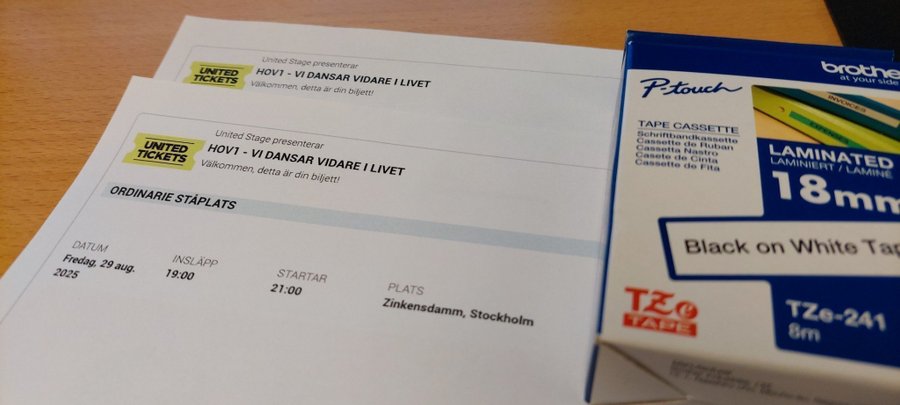 United Stage presenterar
UNITED
TICKETS
HOV1 - VI DANSAR VIDARE I LIVET
Välkommen, detta är din biljett!
United Stage presenterar
UNITED
TICKETS
HOV1 - VI DANSAR VIDARE I LIVET
Välkommen, detta är din biljett!
ORDINARIE STÅPLATS
DATUM
Fredag, 29 aug.
2025
INSLÄPP
19:00
STARTAR
21:00
PLATS
Zinkensdamm, Stockholm
brother
at your side
P-touch
INVOICES
TAPE CASSETTE
Schriftbandkassette
Cassette de Ruban
Cassetta Nastro
Casete de Cinta
Cassete de Fita
LAMINATED
LAMINIERT / LAMINÉ
18mm
Black on White Tap
TZe
TAPE
TZe-241
8m